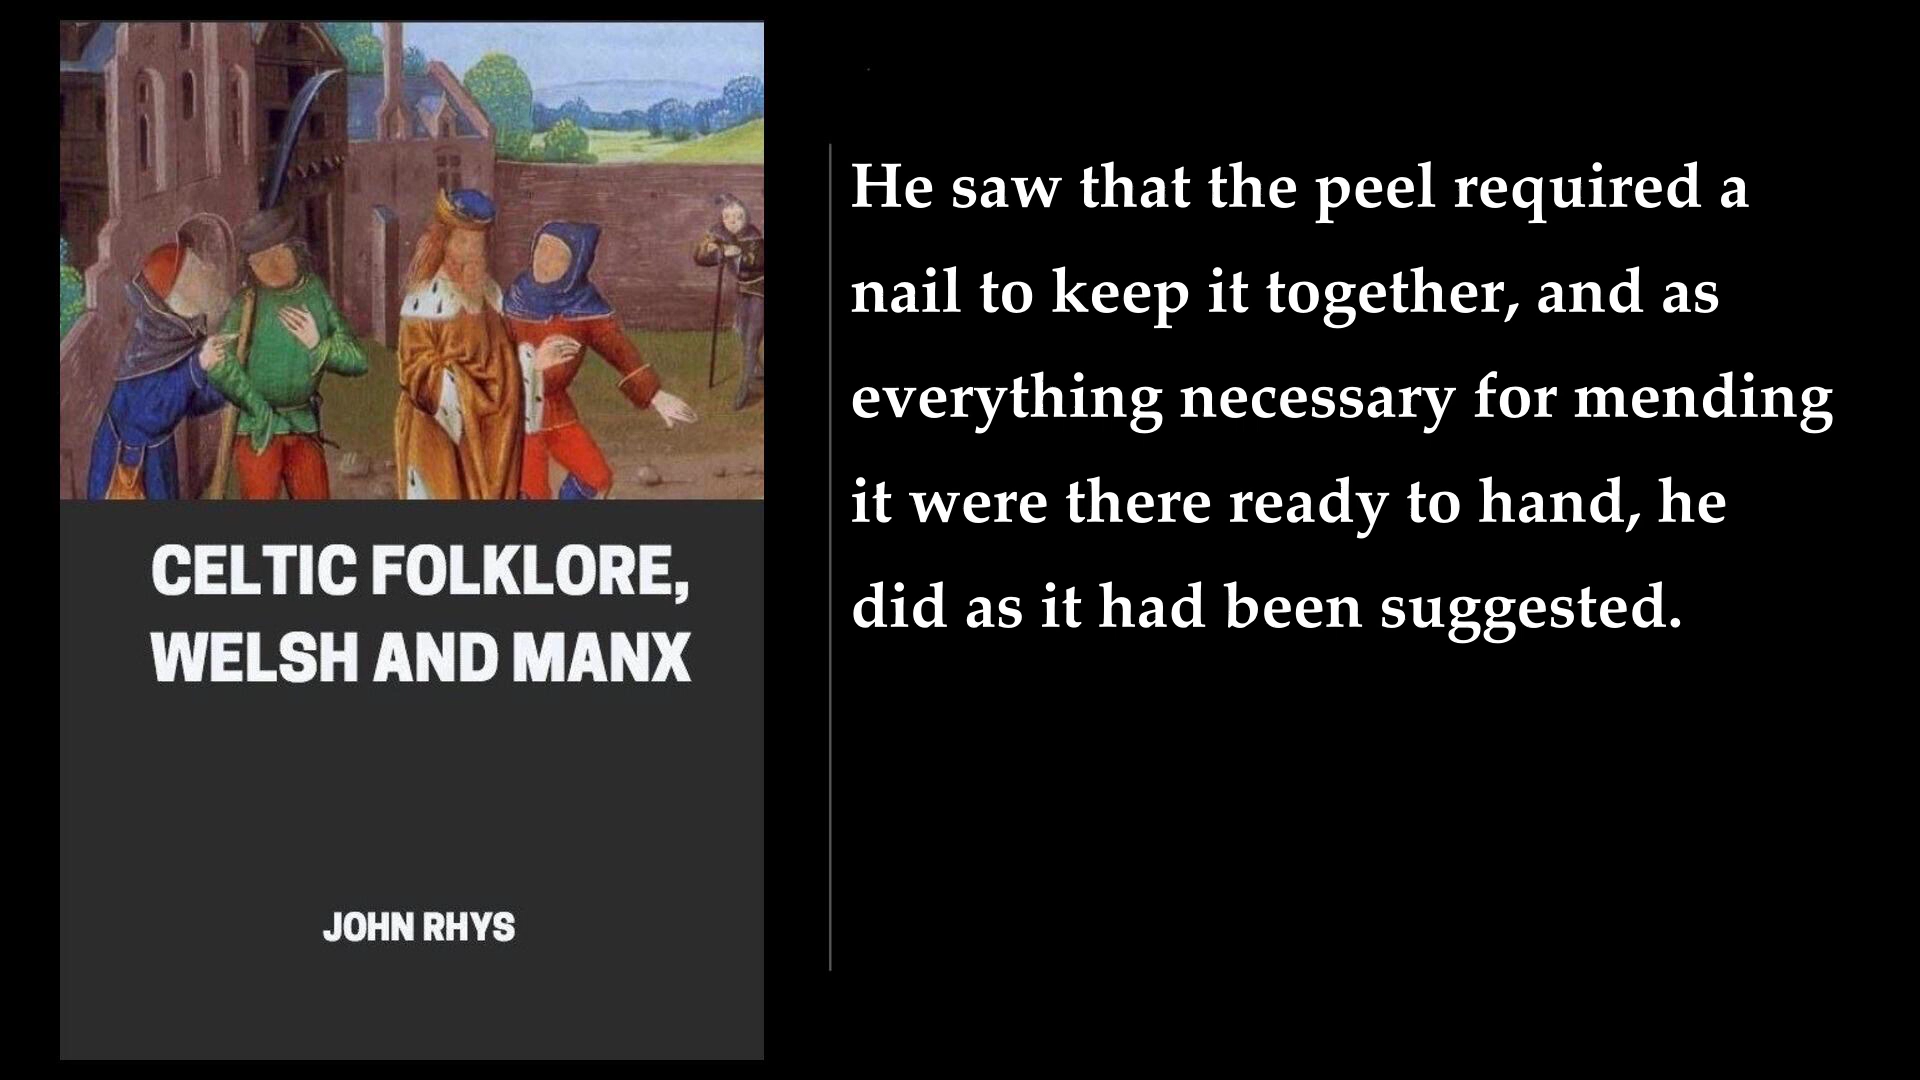 CELTIC FOLKLORE,
WELSH AND MANX
JOHN RHYS
He saw that the peel required a
nail to keep it together, and as
everything necessary for mending
it were there ready to hand, he
did as it had been suggested.